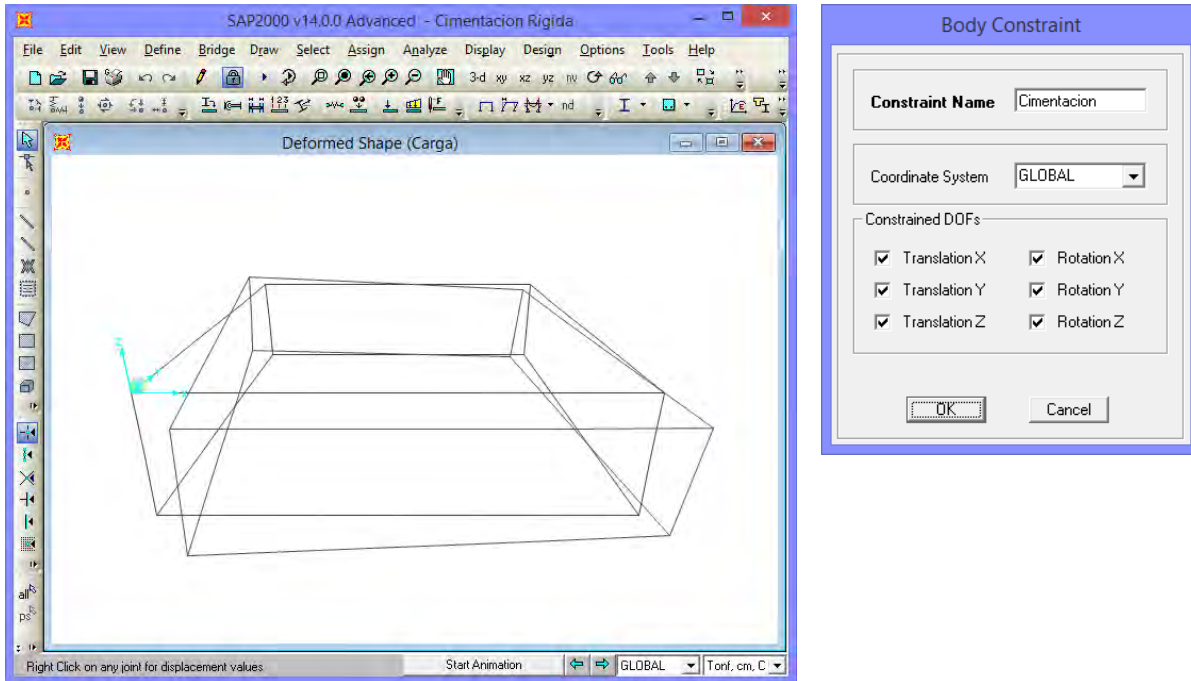 SAP2000 v14.0.0 Advanced - Cimentacion Rigida
File Edit View Define Bridge Draw Select Assign Analyze Display Design Options Tools Help
3-d xy xz yz nv
nd
Deformed Shape (Carga)
Z
X
all
ps
Right Click on any joint for displacement values
Start Animation
GLOBAL
Tonf, cm, C
Body Constraint
Constraint Name Cimentacion
Coordinate System GLOBAL
Constrained DOFs
Translation X Rotation X
Translation Y Rotation Y
Translation Z Rotation Z
OK Cancel